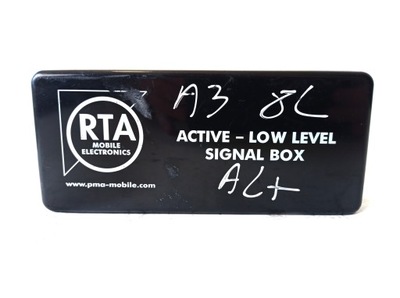 A3 8L
RTA
MOBILE
ELECTRONICS
ACTIVE – LOW LEVEL
SIGNAL BOX
www.pma-mobile.com
ALt